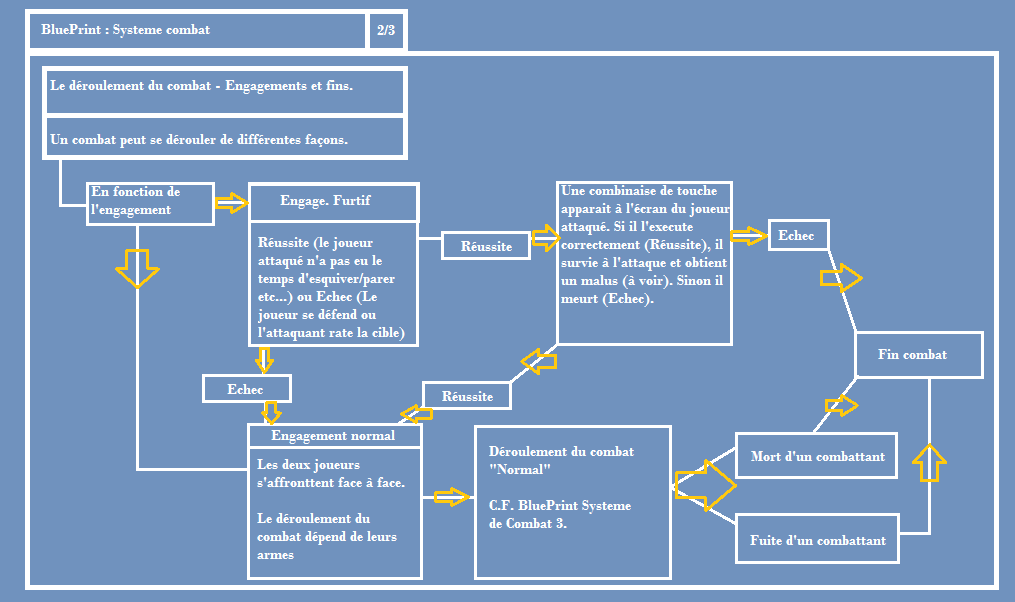 BluePrint : Systeme combat
2/3
Le déroulement du combat - Engagements et fins.
Un combat peut se dérouler de différentes façons.
En fonction de
l'engagement
Engage. Furtif
Réussite (le joueur
attaqué n'a pas eu le
temps d'esquiver/parer
etc...) ou Echec (Le
joueur se défend ou
l'attaquant rate la cible)
Réussite
Une combinaise de touche
apparait à l'écran du joueur
attaqué. Si il l'execute
correctement (Réussite), il
survie à l'attaque et obtient
un malus (à voir). Sinon il
meurt (Echec).
Echec
Fin combat
Echec
Réussite
Engagement normal
Les deux joueurs
s'affronttent face à face.
Le déroulement du
combat dépend de leurs
armes
Déroulement du combat
"Normal"
C.F. BluePrint Systeme
de Combat 3.
Mort d'un combattant
Fuite d'un combattant